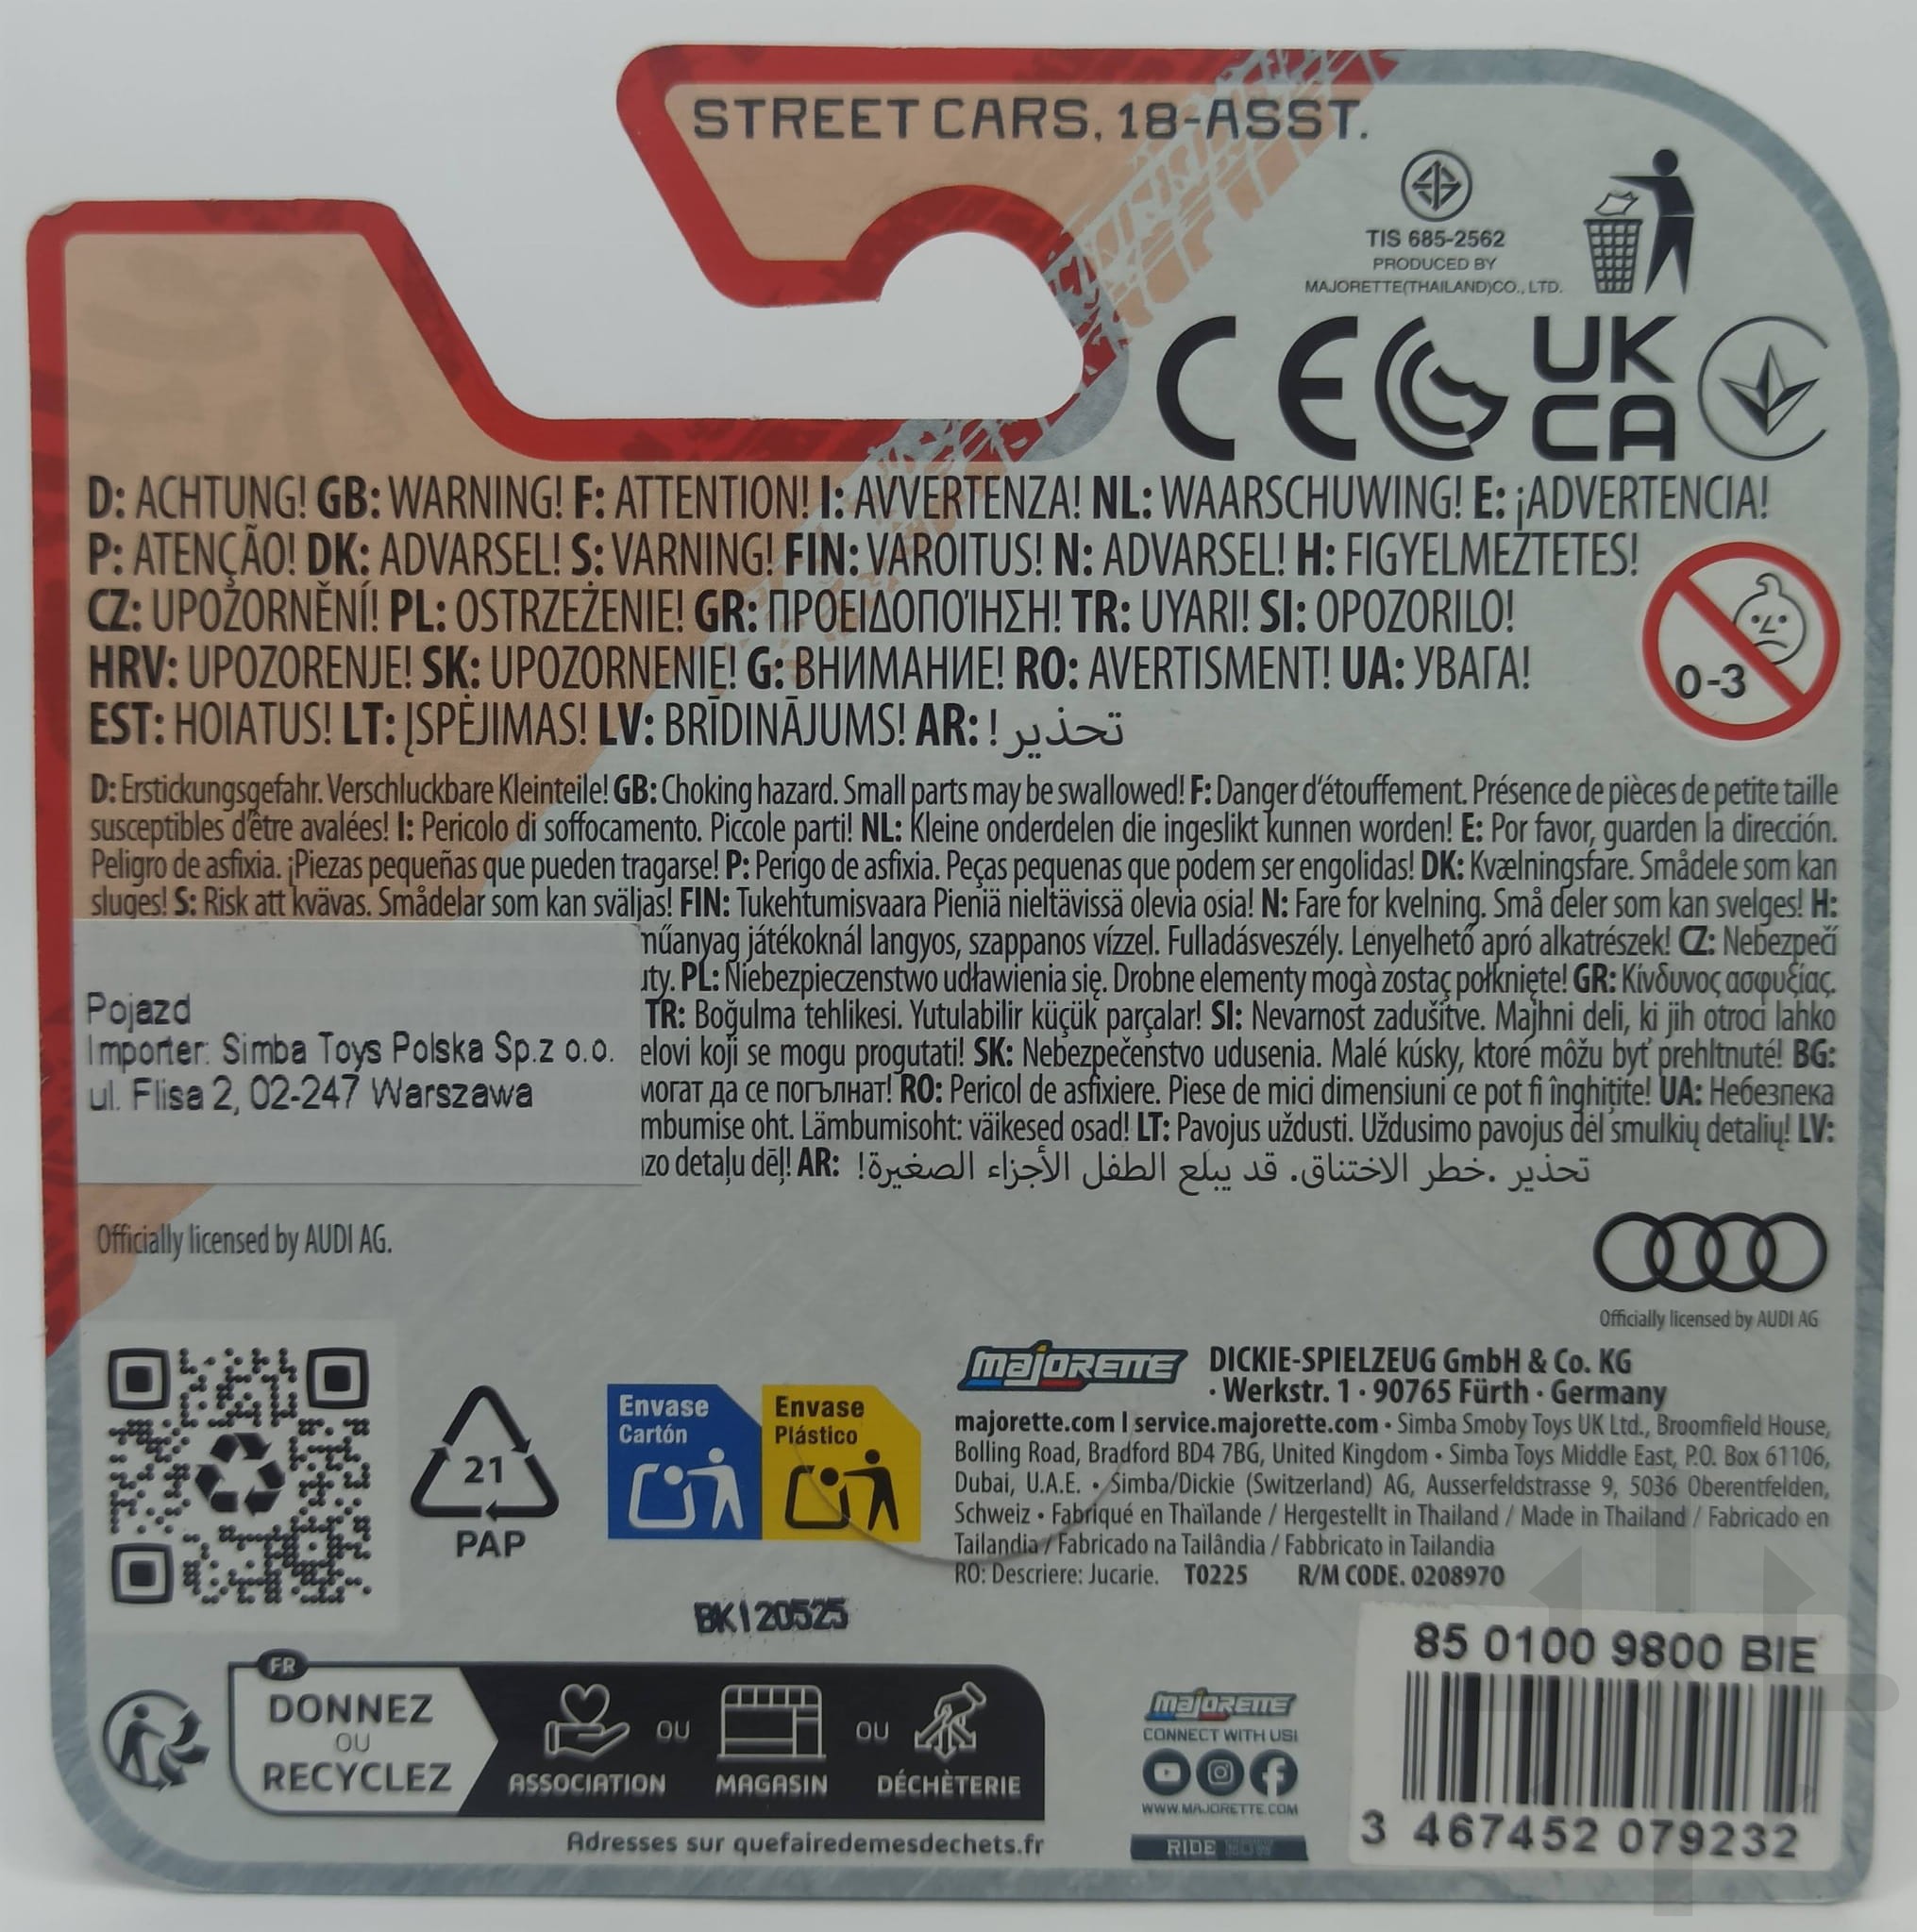 STREET CARS, 18-ASST.
TIS 685-2562
PRODUCED BY
MAJORETTE(THAILAND)CO., LTD.
CE
UK
CA
D: ACHTUNG! GB: WARNING! F: ATTENTION! I: AVVERTENZA! NL: WAARSCHUWING! E: ¡ADVERTENCIA!
P: ATENÇÃO! DK: ADVARSEL! S: VARNING! FIN: VAROITUS! N: ADVARSEL! H: FIGYELMEZTETES!
CZ: UPOZORNĚNÍ! PL: OSTRZEŻENIE! GR: ΠΡΟΕΙΔΟΠΟΊΗΣΗ! TR: UYARI! SI: OPOZORILO!
HRV: UPOZORENJE! SK: UPOZORNENIE! G: ВНИМАНИЕ! RO: AVERTISMENT! UA: УВАГА!
EST: HOIATUS! LT: ĮSPĖJIMAS! LV: BRĪDINĀJUMS! AR: تحذير!
0-3
D: Erstickungsgefahr. Verschluckbare Kleinteile! GB: Choking hazard. Small parts may be swallowed! F: Danger d'étouffement. Présence de pièces de petite taille
susceptibles d'être avalées! I: Pericolo di soffocamento. Piccole parti! NL: Kleine onderdelen die ingeslikt kunnen worden! E: Por favor, guarden la dirección.
Peligro de asfixia. ¡Piezas pequeñas que pueden tragarse! P: Perigo de asfixia. Peças pequenas que podem ser engolidas! DK: Kvælningsfare. Smådele som kan
sluges! S: Risk att kvävas. Smådelar som kan sväljas! FIN: Tukehtumisvaara Pieniä nieltävissä olevia osia! N: Fare for kvelning. Små deler som kan svelges! H:
műanyag játékoknál langyos, szappanos vízzel. Fulladásveszély. Lenyelhető apró alkatrészek! CZ: Nebezpečí
uty. PL: Niebezpieczenstwo udławienia się. Drobne elementy mogà zostaç połknięte! GR: Κίνδυνος ασφυξίας.
TR: Boğulma tehlikesi. Yutulabilir küçük parçalar! SI: Nevarnost zadušitve. Majhni deli, ki jih otroci lahko
elovi koji se mogu progutati! SK: Nebezpečenstvo udusenia. Malé kúsky, ktoré môžu byť prehltnuté! BG:
могат да се погълнат! RO: Pericol de asfixiere. Piese de mici dimensiuni ce pot fi înghițite! UA: Небезпека
mbumise oht. Lämbumisoht: väikesed osad! LT: Pavojus uždusti. Uždusimo pavojus dėl smulkių detalių! LV:
zo detaļu dēļ! AR: تحذير .خطر الاختناق. قد يبلع الطفل الأجزاء الصغيرة!
Pojazd
Importer: Simba Toys Polska Sp.z o.o.
ul. Flisa 2, 02-247 Warszawa
Officially licensed by AUDI AG.
Officially licensed by AUDI AG
21
PAP
Envase
Cartón
Envase
Plástico
majorette
DICKIE-SPIELZEUG GmbH & Co. KG
· Werkstr. 1 · 90765 Fürth · Germany
majorette.com | service.majorette.com • Simba Smoby Toys UK Ltd., Broomfield House,
Bolling Road, Bradford BD4 7BG, United Kingdom • Simba Toys Middle East, P.O. Box 61106,
Dubai, U.A.E. • Simba/Dickie (Switzerland) AG, Ausserfeldstrasse 9, 5036 Oberentfelden,
Schweiz • Fabriqué en Thaïlande / Hergestellt in Thailand / Made in Thailand / Fabricado en
Tailandia / Fabricado na Tailândia / Fabbricato in Tailandia
RO: Descriere: Jucarie. T0225 R/M CODE. 0208970
BK120525
FR
DONNEZ
OU
RECYCLEZ
ASSOCIATION
OU
MAGASIN
OU
DÉCHÈTERIE
Adresses sur quefairedemesdechets.fr
majorette
CONNECT WITH US!
WWW.MAJORETTE.COM
RIDE NOW
85 0100 9800 BIE
3 467452 079232